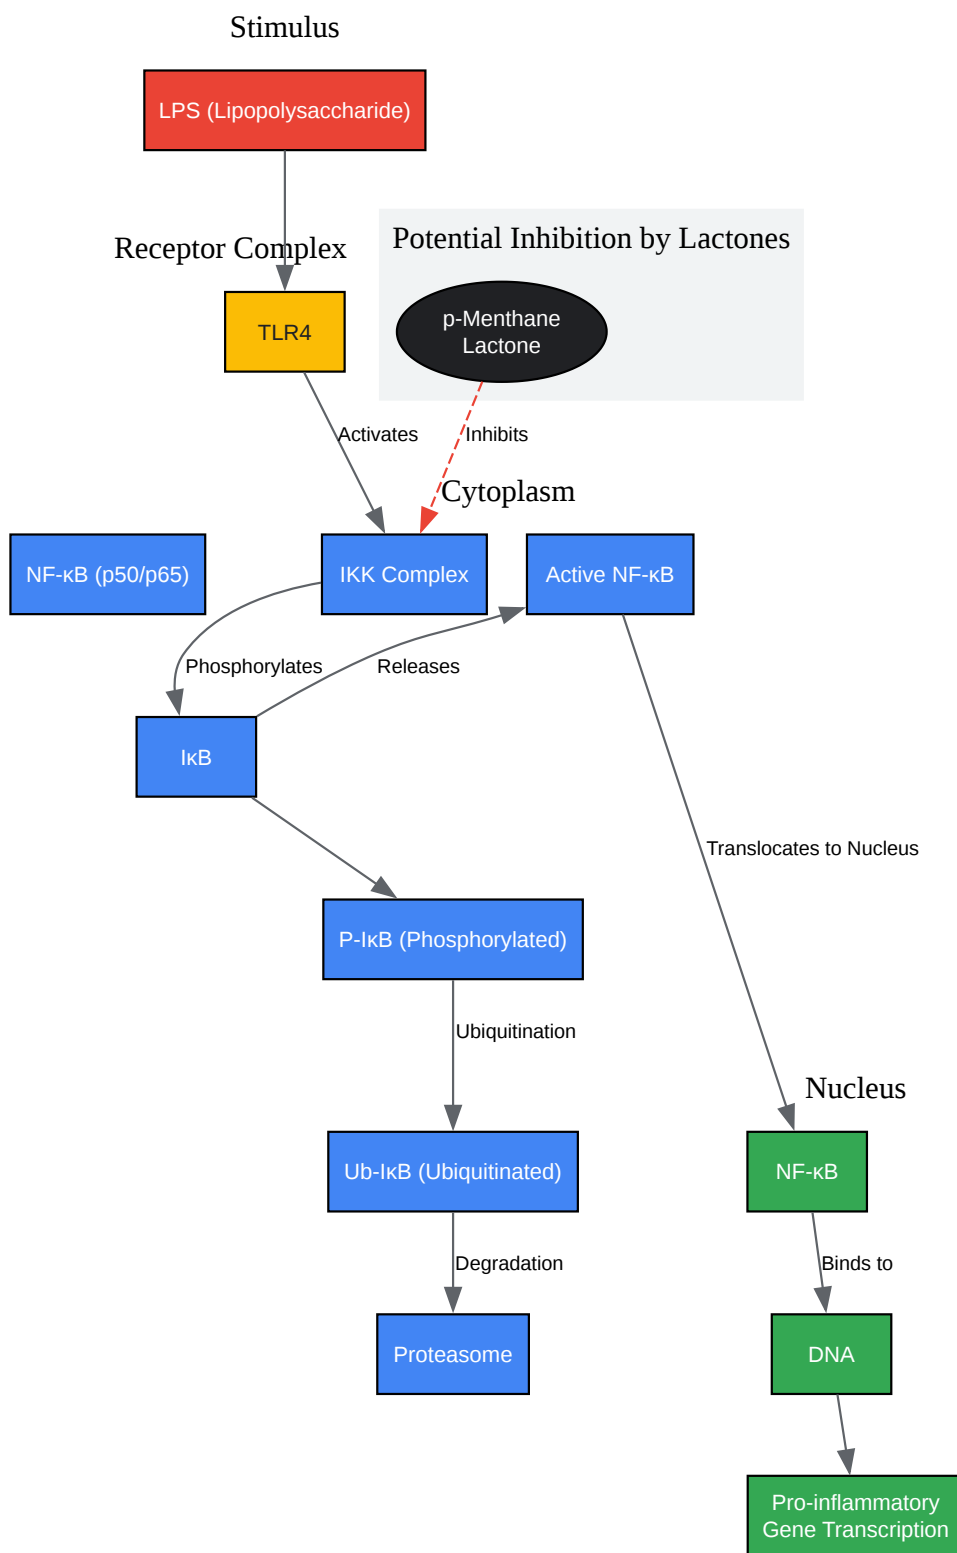 Stimulus
LPS (Lipopolysaccharide)
Receptor Complex
Potential Inhibition by Lactones
TLR4
p-Menthane
Lactone
Activates
Inhibits
Cytoplasm
NF-κB (p50/p65)
IKK Complex
Active NF-κB
Phosphorylates
Releases
IκB
Translocates to Nucleus
P-IκB (Phosphorylated)
Ubiquitination
Nucleus
Ub-IκB (Ubiquitinated)
NF-κB
Degradation
Binds to
Proteasome
DNA
Pro-inflammatory
Gene Transcription